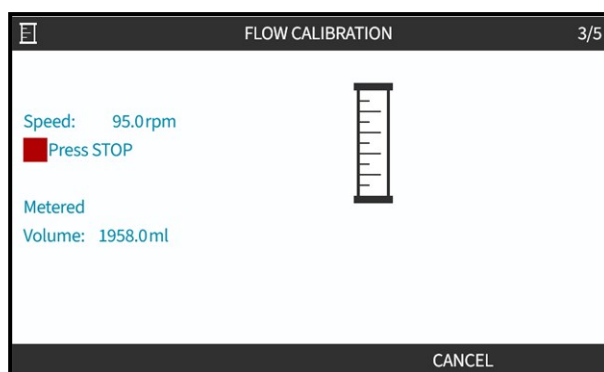 FLOW CALIBRATION 3/5
Speed: 95.0rpm
Press STOP
Metered
Volume: 1958.0ml
CANCEL